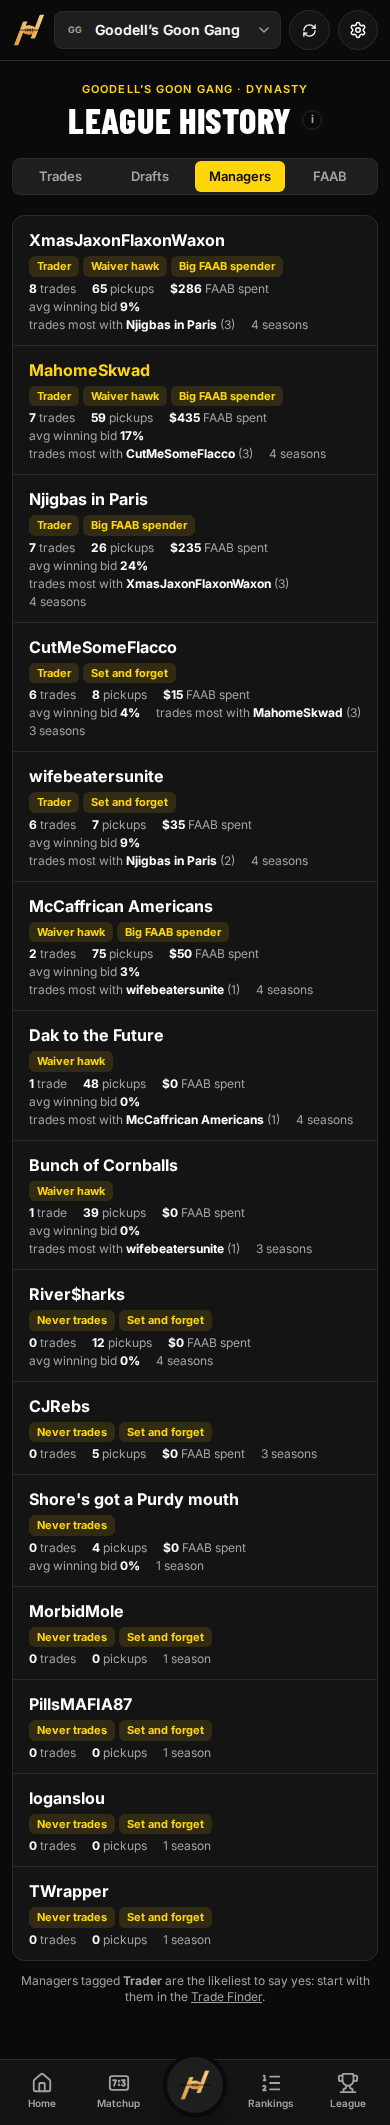 GG Goodell's Goon Gang
GOODELL'S GOON GANG · DYNASTY
LEAGUE HISTORY i
Trades Drafts Managers FAAB
XmasJaxonFlaxonWaxon
Trader Waiver hawk Big FAAB spender
8 trades 65 pickups $286 FAAB spent
avg winning bid 9%
trades most with Njigbas in Paris (3) 4 seasons
MahomeSkwad
Trader Waiver hawk Big FAAB spender
7 trades 59 pickups $435 FAAB spent
avg winning bid 17%
trades most with CutMeSomeFlacco (3) 4 seasons
Njigbas in Paris
Trader Big FAAB spender
7 trades 26 pickups $235 FAAB spent
avg winning bid 24%
trades most with XmasJaxonFlaxonWaxon (3)
4 seasons
CutMeSomeFlacco
Trader Set and forget
6 trades 8 pickups $15 FAAB spent
avg winning bid 4% trades most with MahomeSkwad (3)
3 seasons
wifebeatersunite
Trader Set and forget
6 trades 7 pickups $35 FAAB spent
avg winning bid 9%
trades most with Njigbas in Paris (2) 4 seasons
McCaffrican Americans
Waiver hawk Big FAAB spender
2 trades 75 pickups $50 FAAB spent
avg winning bid 3%
trades most with wifebeatersunite (1) 4 seasons
Dak to the Future
Waiver hawk
1 trade 48 pickups $0 FAAB spent
avg winning bid 0%
trades most with McCaffrican Americans (1) 4 seasons
Bunch of Cornballs
Waiver hawk
1 trade 39 pickups $0 FAAB spent
avg winning bid 0%
trades most with wifebeatersunite (1) 3 seasons
River$harks
Never trades Set and forget
0 trades 12 pickups $0 FAAB spent
avg winning bid 0% 4 seasons
CJRebs
Never trades Set and forget
0 trades 5 pickups $0 FAAB spent 3 seasons
Shore's got a Purdy mouth
Never trades
0 trades 4 pickups $0 FAAB spent
avg winning bid 0% 1 season
MorbidMole
Never trades Set and forget
0 trades 0 pickups 1 season
PillsMAFIA87
Never trades Set and forget
0 trades 0 pickups 1 season
loganslou
Never trades Set and forget
0 trades 0 pickups 1 season
TWrapper
Never trades Set and forget
0 trades 0 pickups 1 season
Managers tagged Trader are the likeliest to say yes: start with
them in the Trade Finder.
7:3
Home Matchup Rankings League